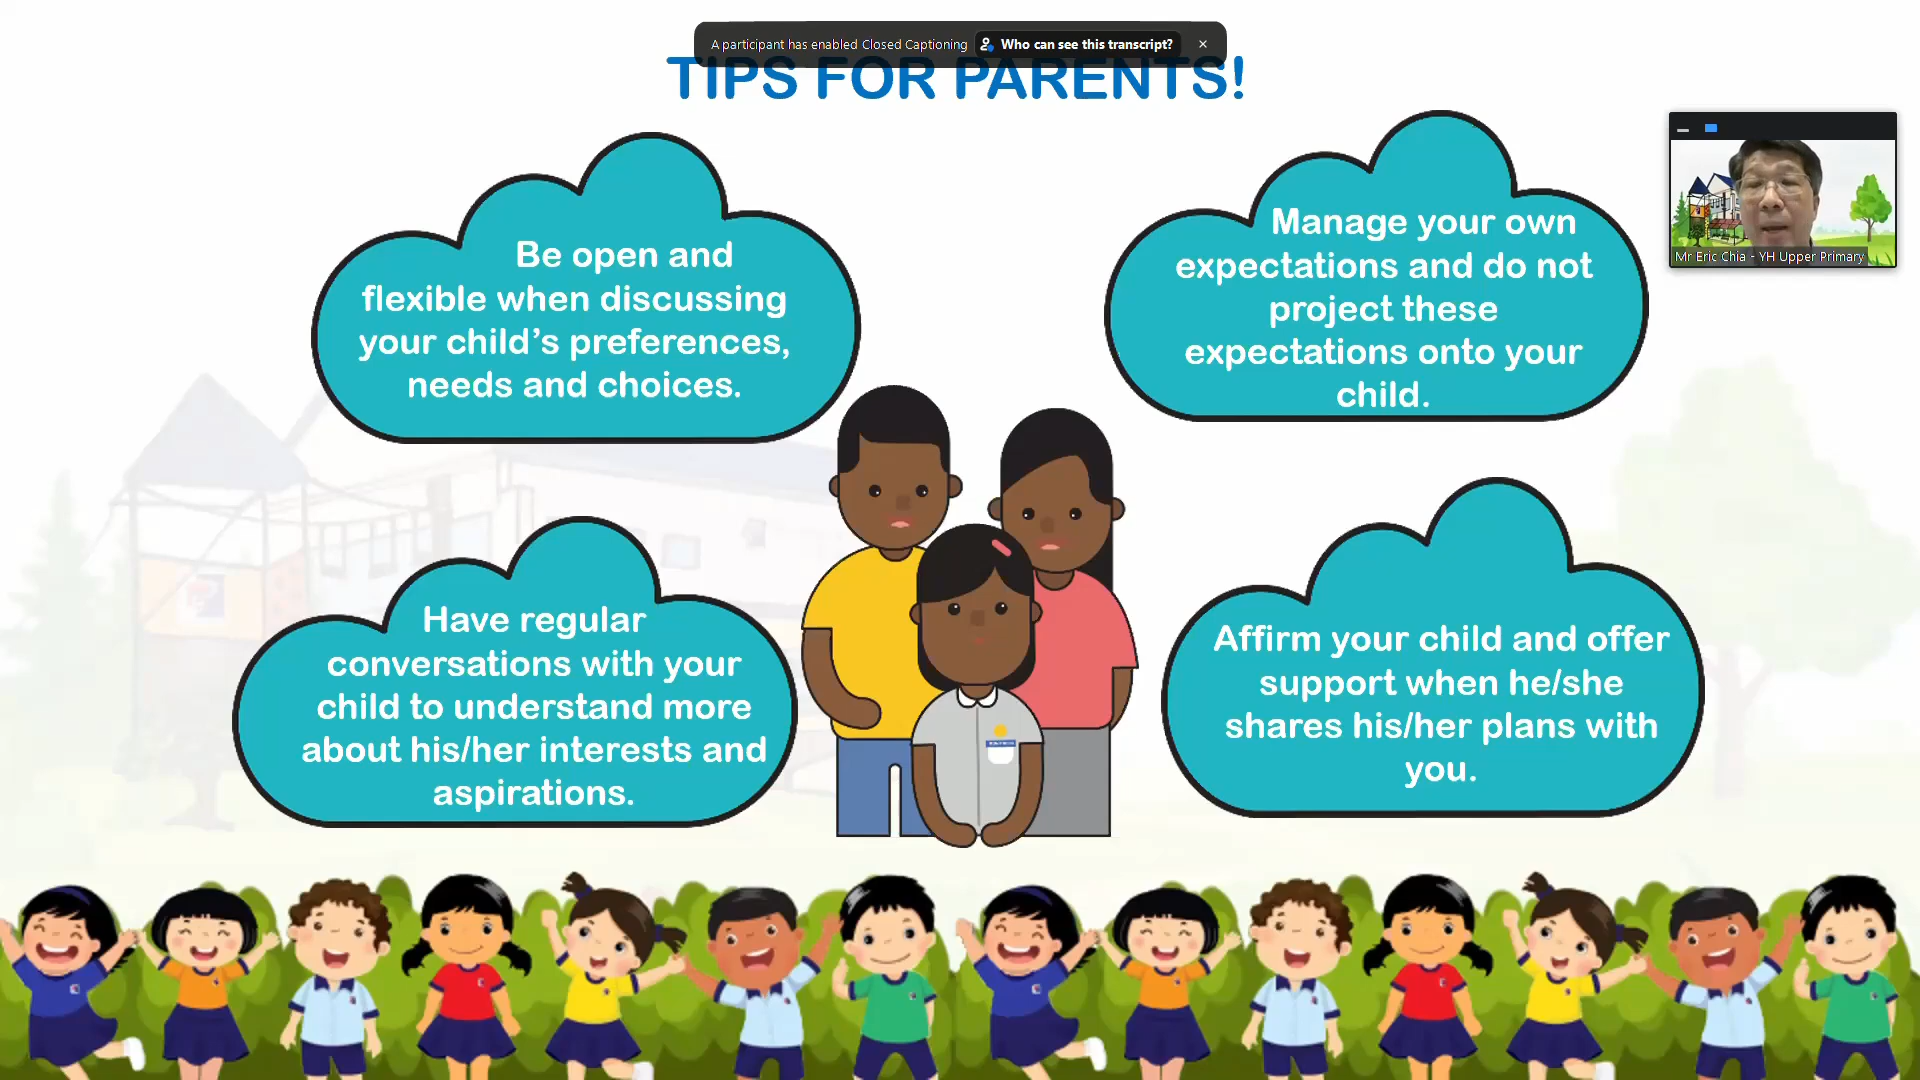 A participant has enabled Closed Captioning Who can see this transcript?
TIPS FOR PARENTS!
Be open and
flexible when discussing
your child’s preferences,
needs and choices.
Manage your own
expectations and do not
project these
expectations onto your
child.
Mr Eric Chia - YH Upper Primary
Have regular
conversations with your
child to understand more
about his/her interests and
aspirations.
Affirm your child and offer
support when he/she
shares his/her plans with
you.